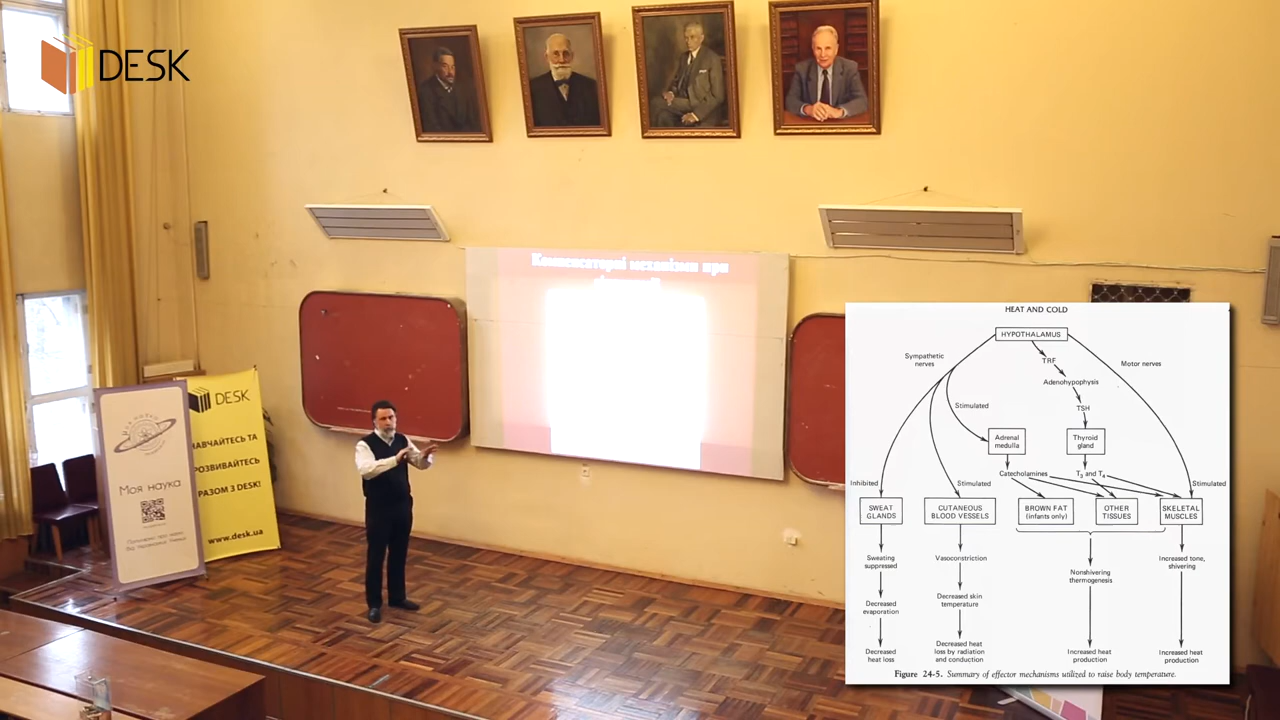 DESK
Компенсаторні механізми при
Моя наука
DESK
НАВЧАЙТЕСЬ ТА
РОЗВИВАЙТЕСЬ
РАЗОМ З DESK!
www.desk.ua
HEAT AND COLD
HYPOTHALAMUS
Sympathetic
nerves
TRF
Motor nerves
Adenohypophysis
Stimulated
TSH
Adrenal
medulla
Thyroid
gland
Catecholamines
T3 and T4
Inhibited
Stimulated
Stimulated
SWEAT
GLANDS
CUTANEOUS
BLOOD VESSELS
BROWN FAT
(infants only)
OTHER
TISSUES
SKELETAL
MUSCLES
Sweating
suppressed
Vasoconstriction
Nonshivering
thermogenesis
Increased tone,
shivering
Decreased
evaporation
Decreased skin
temperature
Decreased
heat loss
Decreased heat
loss by radiation
and conduction
Increased heat
production
Increased heat
production
Figure 24-5. Summary of effector mechanisms utilized to raise body temperature.